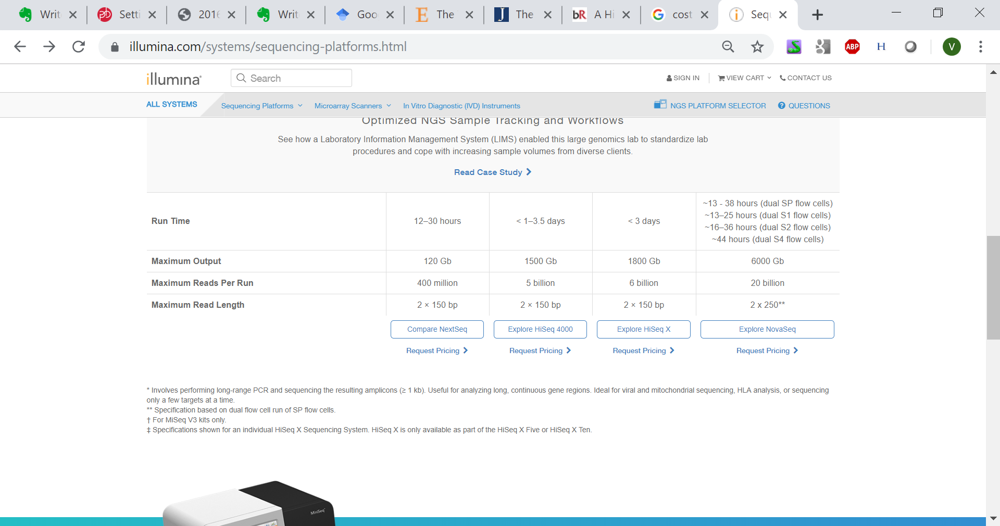 Writ
Setti
2016
Writ
Goo
The
The
bR
A Hi
cost
Sequ
illumina.com/systems/sequencing-platforms.html
ABP
H
V
illumina®
Search
SIGN IN
VIEW CART
CONTACT US
ALL SYSTEMS
Sequencing Platforms
Microarray Scanners
In Vitro Diagnostic (IVD) Instruments
NGS PLATFORM SELECTOR
QUESTIONS
Optimized NGS Sample Tracking and Workflows
See how a Laboratory Information Management System (LIMS) enabled this large genomics lab to standardize lab
procedures and cope with increasing sample volumes from diverse clients.
Read Case Study
Run Time
12–30 hours
< 1–3.5 days
< 3 days
~13 - 38 hours (dual SP flow cells)
~13–25 hours (dual S1 flow cells)
~16–36 hours (dual S2 flow cells)
~44 hours (dual S4 flow cells)
Maximum Output
120 Gb
1500 Gb
1800 Gb
6000 Gb
Maximum Reads Per Run
400 million
5 billion
6 billion
20 billion
Maximum Read Length
2 × 150 bp
2 × 150 bp
2 × 150 bp
2 x 250**
Compare NextSeq
Explore HiSeq 4000
Explore HiSeq X
Explore NovaSeq
Request Pricing
Request Pricing
Request Pricing
Request Pricing
* Involves performing long-range PCR and sequencing the resulting amplicons (≥ 1 kb). Useful for analyzing long, continuous gene regions. Ideal for viral and mitochondrial sequencing, HLA analysis, or sequencing
only a few targets at a time.
** Specification based on dual flow cell run of SP flow cells.
† For MiSeq V3 kits only.
‡ Specifications shown for an individual HiSeq X Sequencing System. HiSeq X is only available as part of the HiSeq X Five or HiSeq X Ten.
MiniSeq